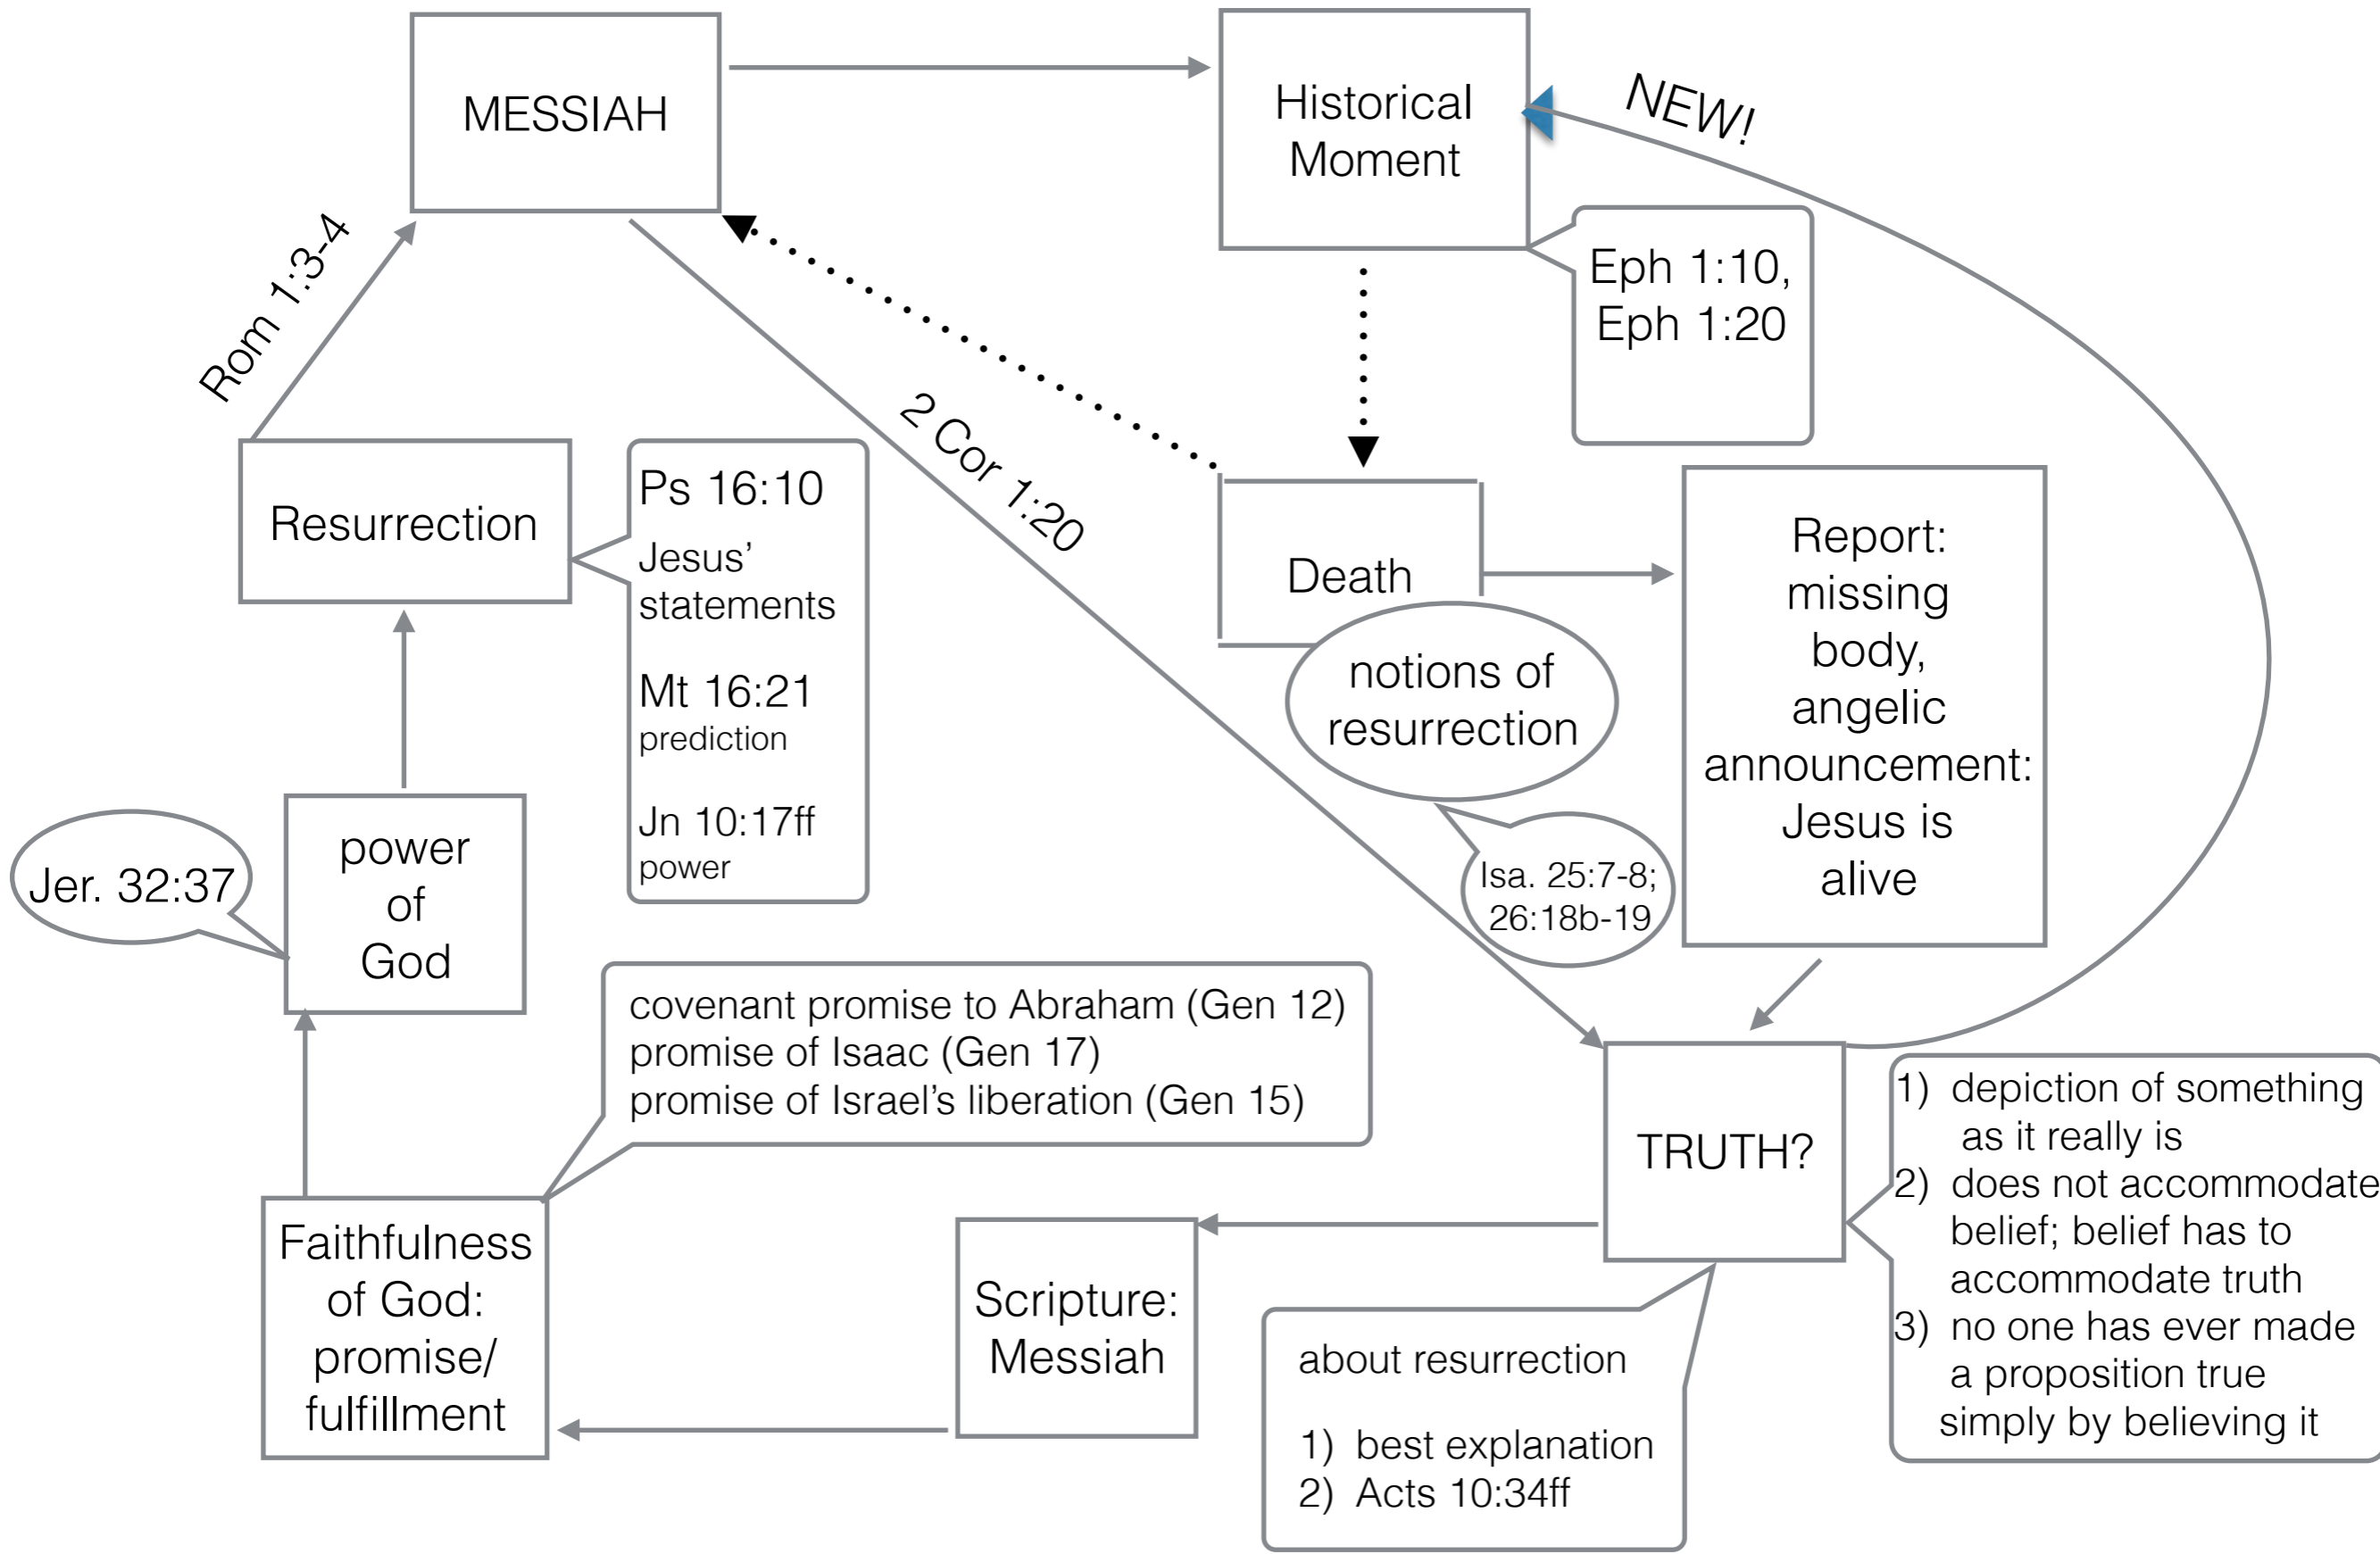 MESSIAH
Historical
Moment
NEW!
Eph 1:10,
Eph 1:20
Rom 1:3-4
2 Cor 1:20
Resurrection
Ps 16:10
Jesus’
statements
Mt 16:21
prediction
Jn 10:17ff
power
Death
notions of
resurrection
Isa. 25:7-8;
26:18b-19
Report:
missing
body,
angelic
announcement:
Jesus is
alive
Jer. 32:37
power
of
God
covenant promise to Abraham (Gen 12)
promise of Isaac (Gen 17)
promise of Israel’s liberation (Gen 15)
TRUTH?
1) depiction of something
as it really is
2) does not accommodate
belief; belief has to
accommodate truth
3) no one has ever made
a proposition true
simply by believing it
Faithfulness
of God:
promise/
fulfillment
Scripture:
Messiah
about resurrection
1) best explanation
2) Acts 10:34ff